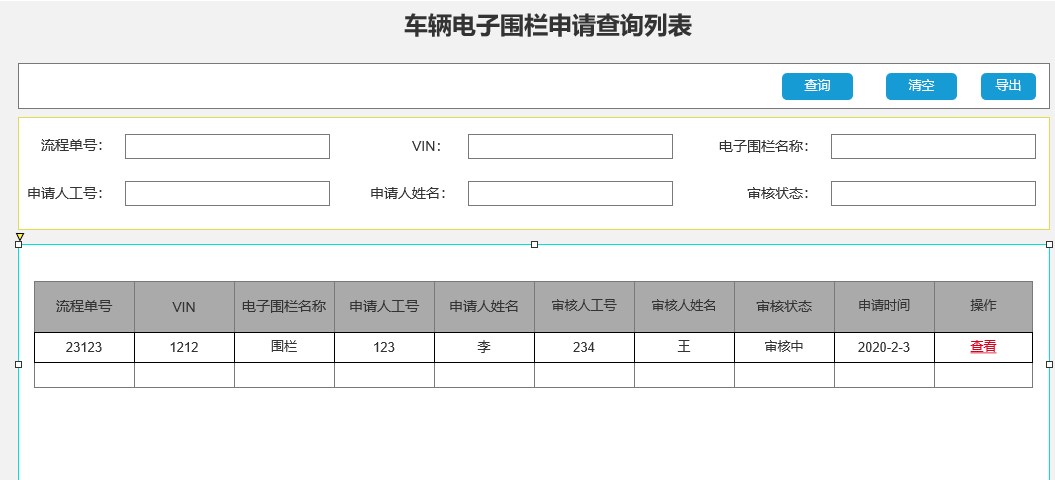 车辆电子围栏申请查询列表
查询 清空 导出
流程单号： VIN： 电子围栏名称：
申请人工号： 申请人姓名： 审核状态：
流程单号 VIN 电子围栏名称 申请人工号 申请人姓名 审核人工号 审核人姓名 审核状态 申请时间 操作
23123 1212 围栏 123 李 234 王 审核中 2020-2-3 查看